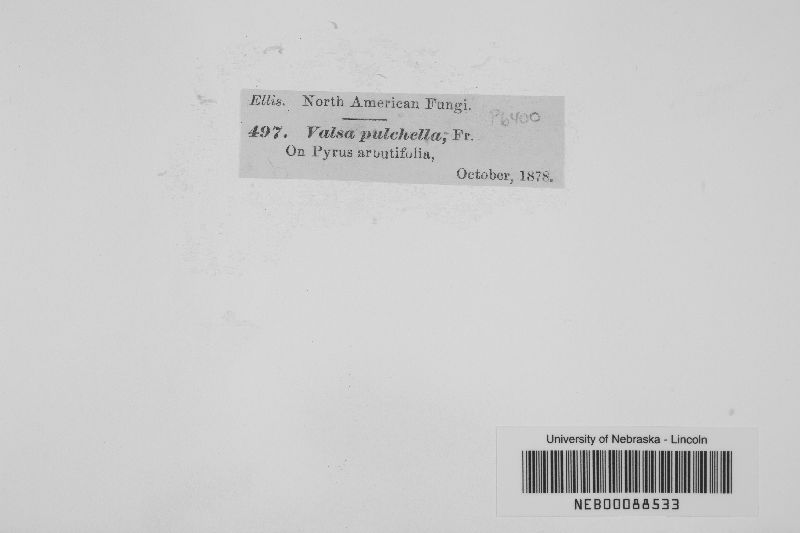 Ellis. North American Fungi.
P6400
497. Valsa pulchella, Fr.
On Pyrus arbutifolia,
October, 1878.
University of Nebraska - Lincoln
NEB00088533